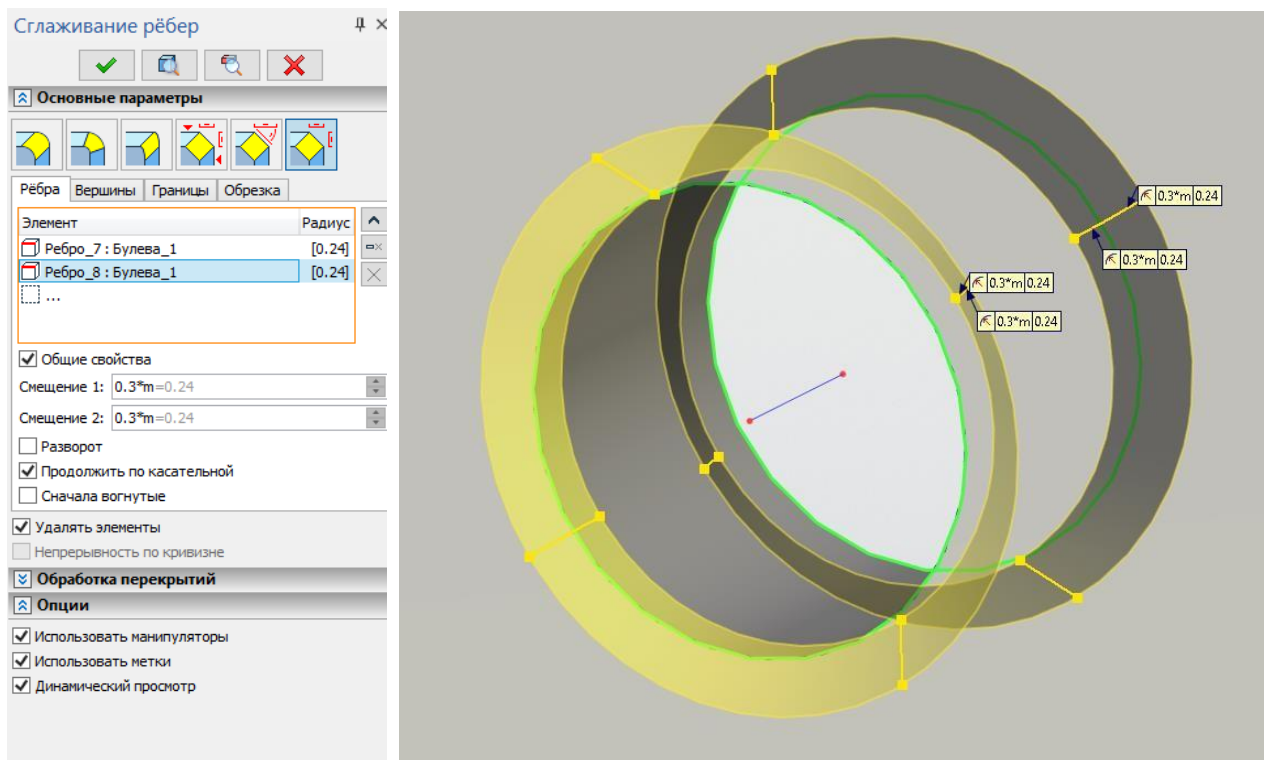 Сглаживание рёбер
Основные параметры
Рёбра Вершины Границы Обрезка
Элемент Радиус
Ребро_7 : Булева_1 [0.24]
Ребро_8 : Булева_1 [0.24]
...
Общие свойства
Смещение 1: 0.3*m=0.24
Смещение 2: 0.3*m=0.24
Разворот
Продолжить по касательной
Сначала вогнутые
Удалять элементы
Непрерывность по кривизне
Обработка перекрытий
Опции
Использовать манипуляторы
Использовать метки
Динамический просмотр
0.3*m 0.24
0.3*m 0.24
0.3*m 0.24
0.3*m 0.24